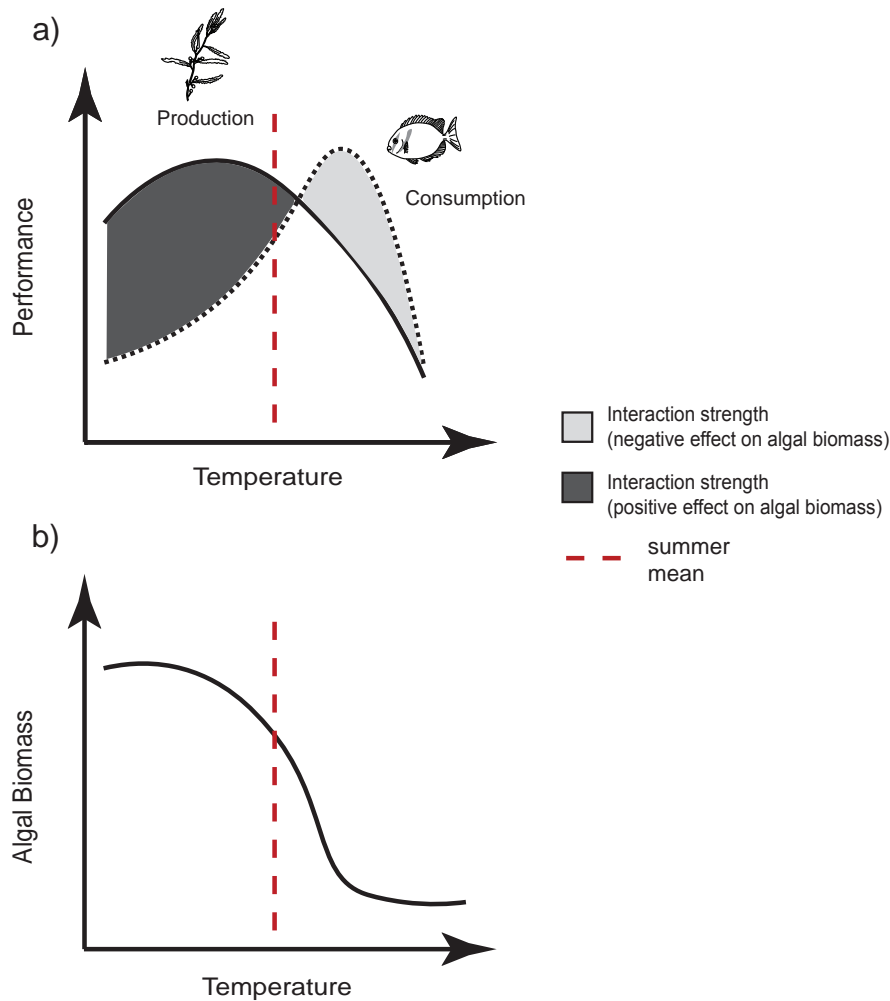 a)
Production
Consumption
Performance
Temperature
Interaction strength
(negative effect on algal biomass)
Interaction strength
(positive effect on algal biomass)
summer
mean
b)
Algal Biomass
Temperature